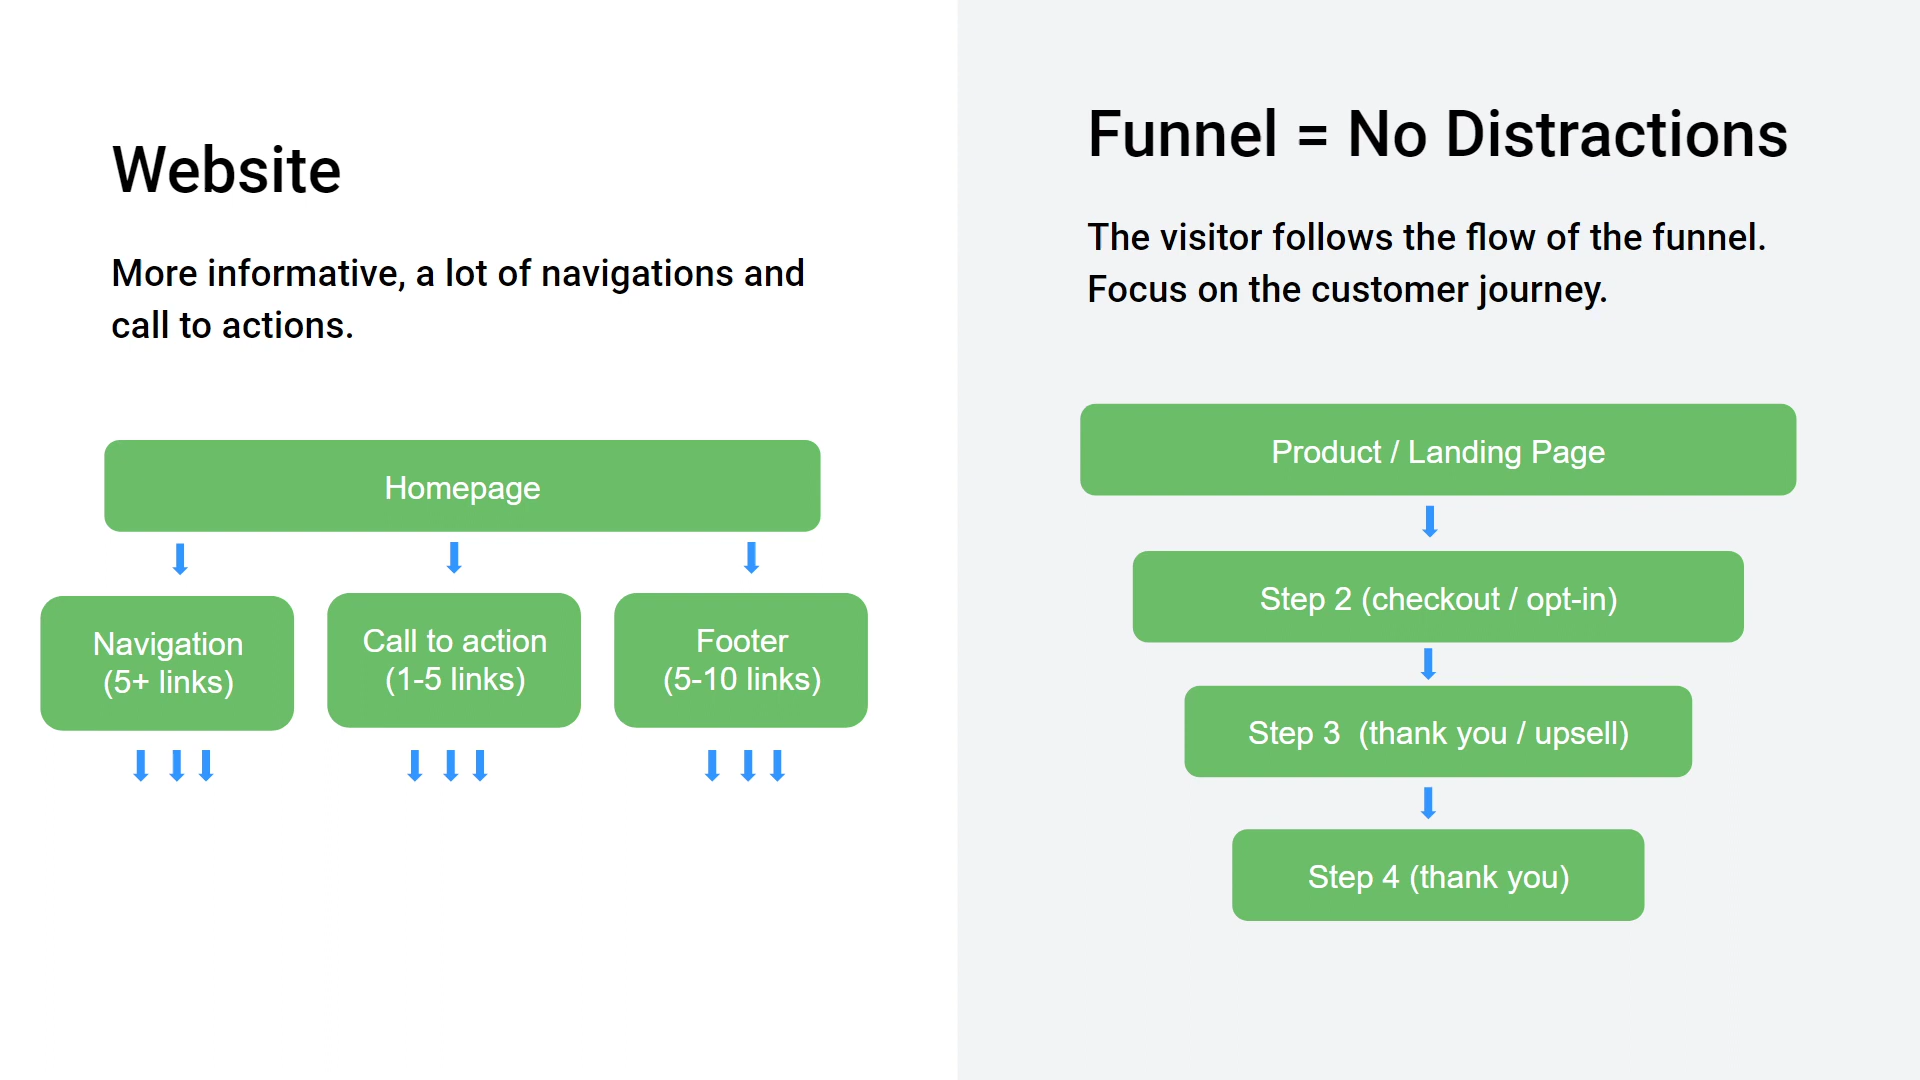 Website
More informative, a lot of navigations and
call to actions.
Homepage
Navigation
(5+ links)
Call to action
(1-5 links)
Footer
(5-10 links)
Funnel = No Distractions
The visitor follows the flow of the funnel.
Focus on the customer journey.
Product / Landing Page
Step 2 (checkout / opt-in)
Step 3  (thank you / upsell)
Step 4 (thank you)